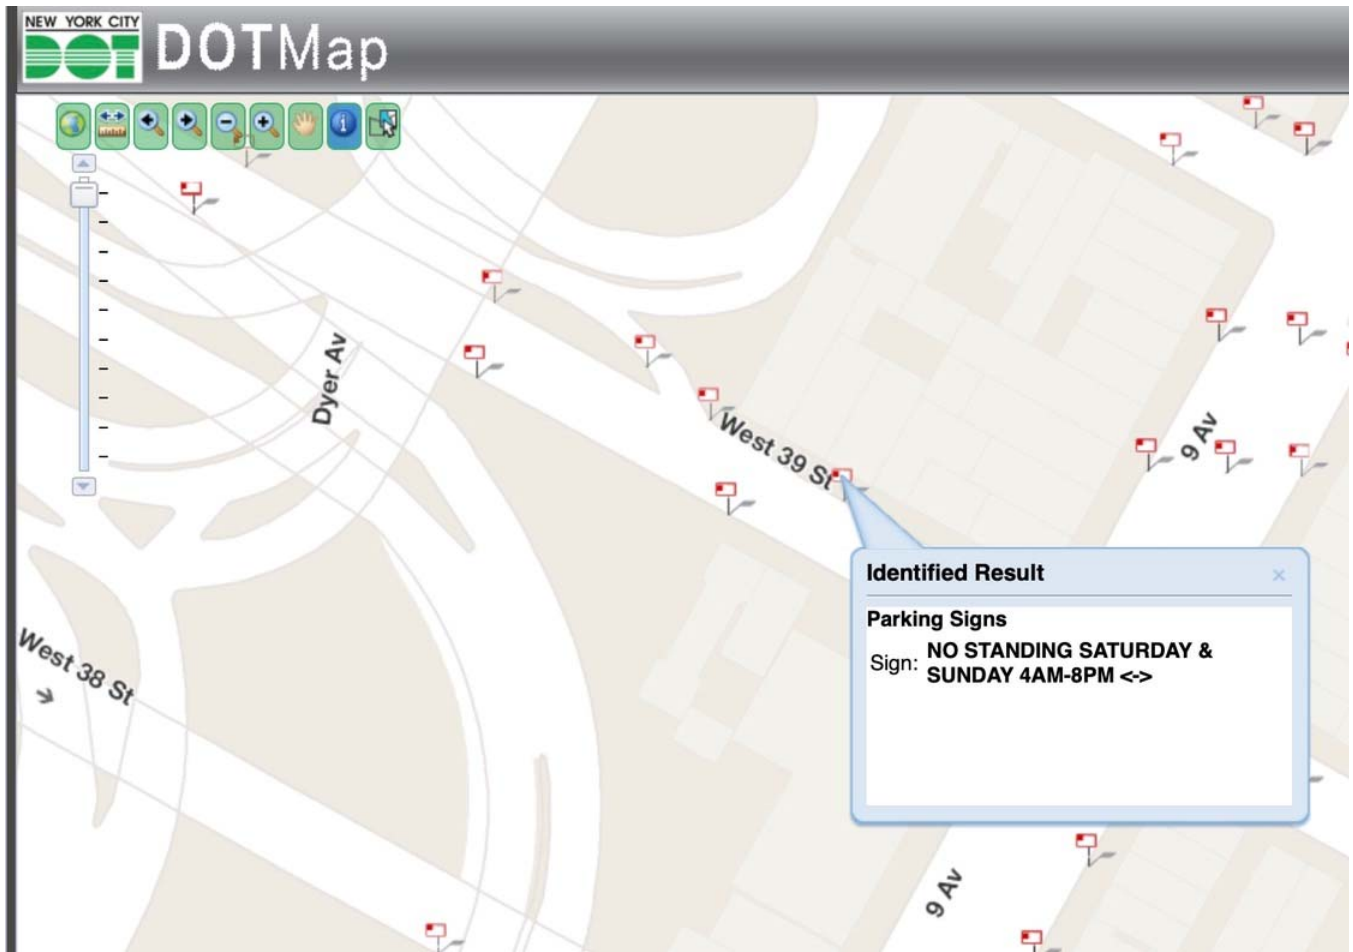 NEW YORK CITY
DOT DOTMap
Dyer Av
West 39 St
9 Av
Identified Result
Parking Signs
Sign: NO STANDING SATURDAY &
SUNDAY 4AM-8PM <->
West 38 St
9 Av